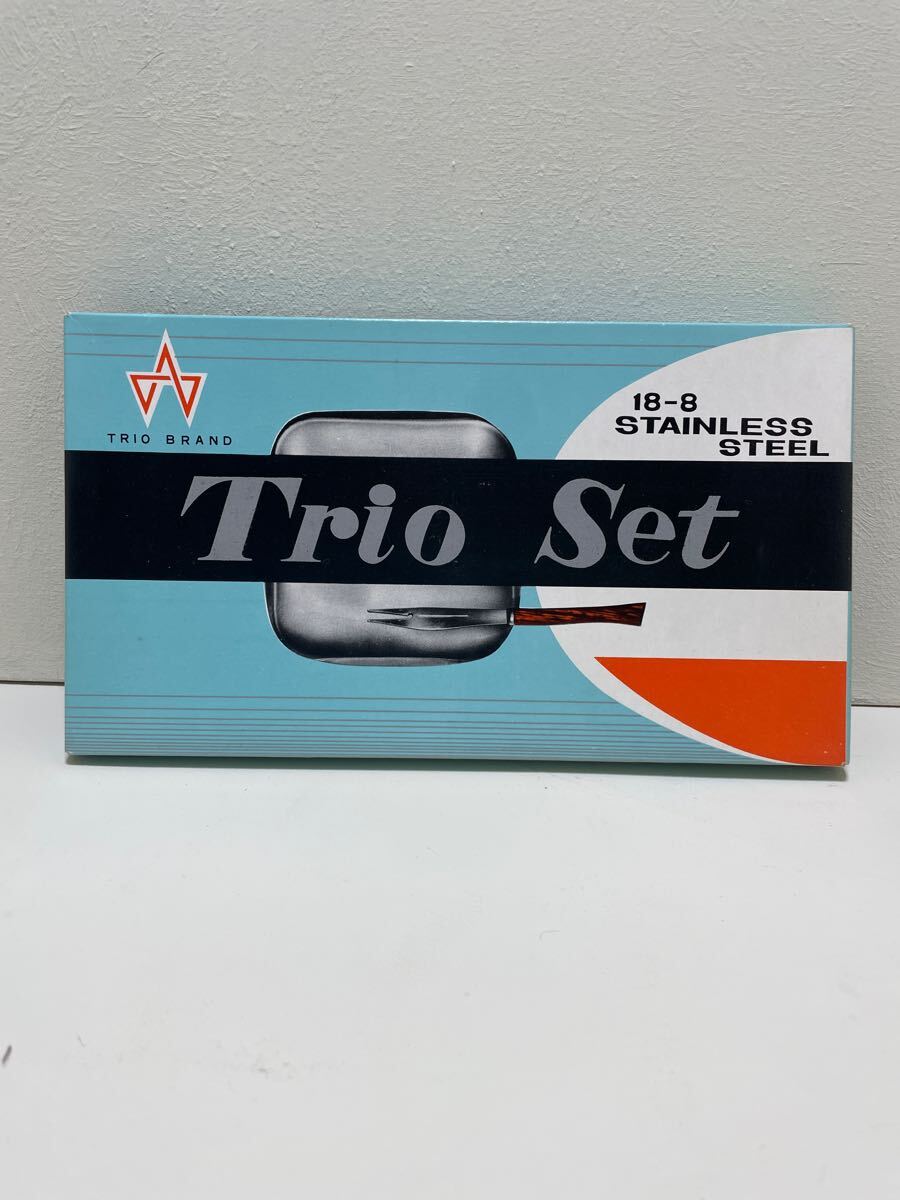 TRIO BRAND
18-8
STAINLESS
STEEL
Trio Set